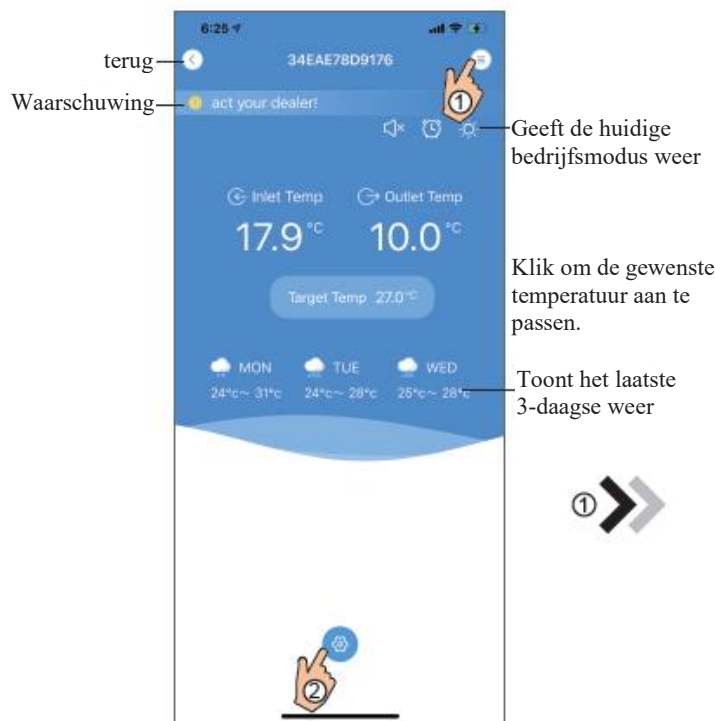 6:25
34EAE78D9176
terug
①
Waarschuwing
act your dealer!
Geeft de huidige
bedrijfsmodus weer
Inlet Temp Outlet Temp
17.9°C 10.0°C
Target Temp 27.0°C
Klik om de gewenste
temperatuur aan te
passen.
MON TUE WED
24°c～ 31°c 24°c～ 28°c 25°c～ 28°c
Toont het laatste
3-daagse weer
①
②